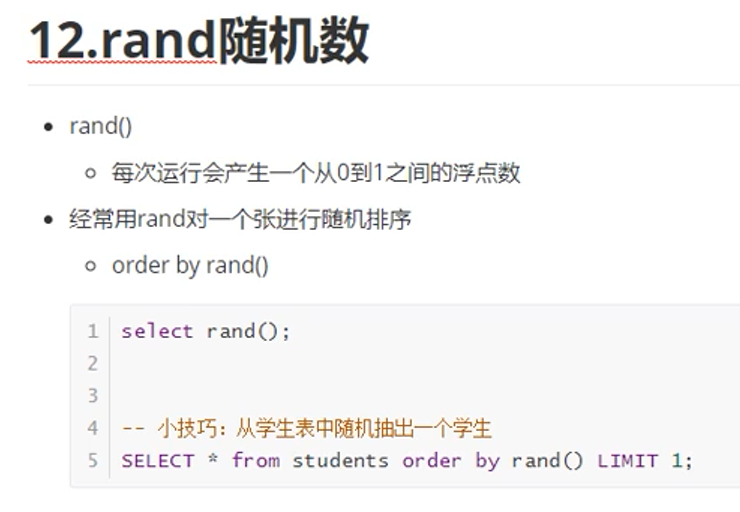 12.rand随机数
rand()
每次运行会产生一个从0到1之间的浮点数
经常用rand对一个张进行随机排序
order by rand()
1 select rand();
2
3
4 -- 小技巧：从学生表中随机抽出一个学生
5 SELECT * from students order by rand() LIMIT 1;